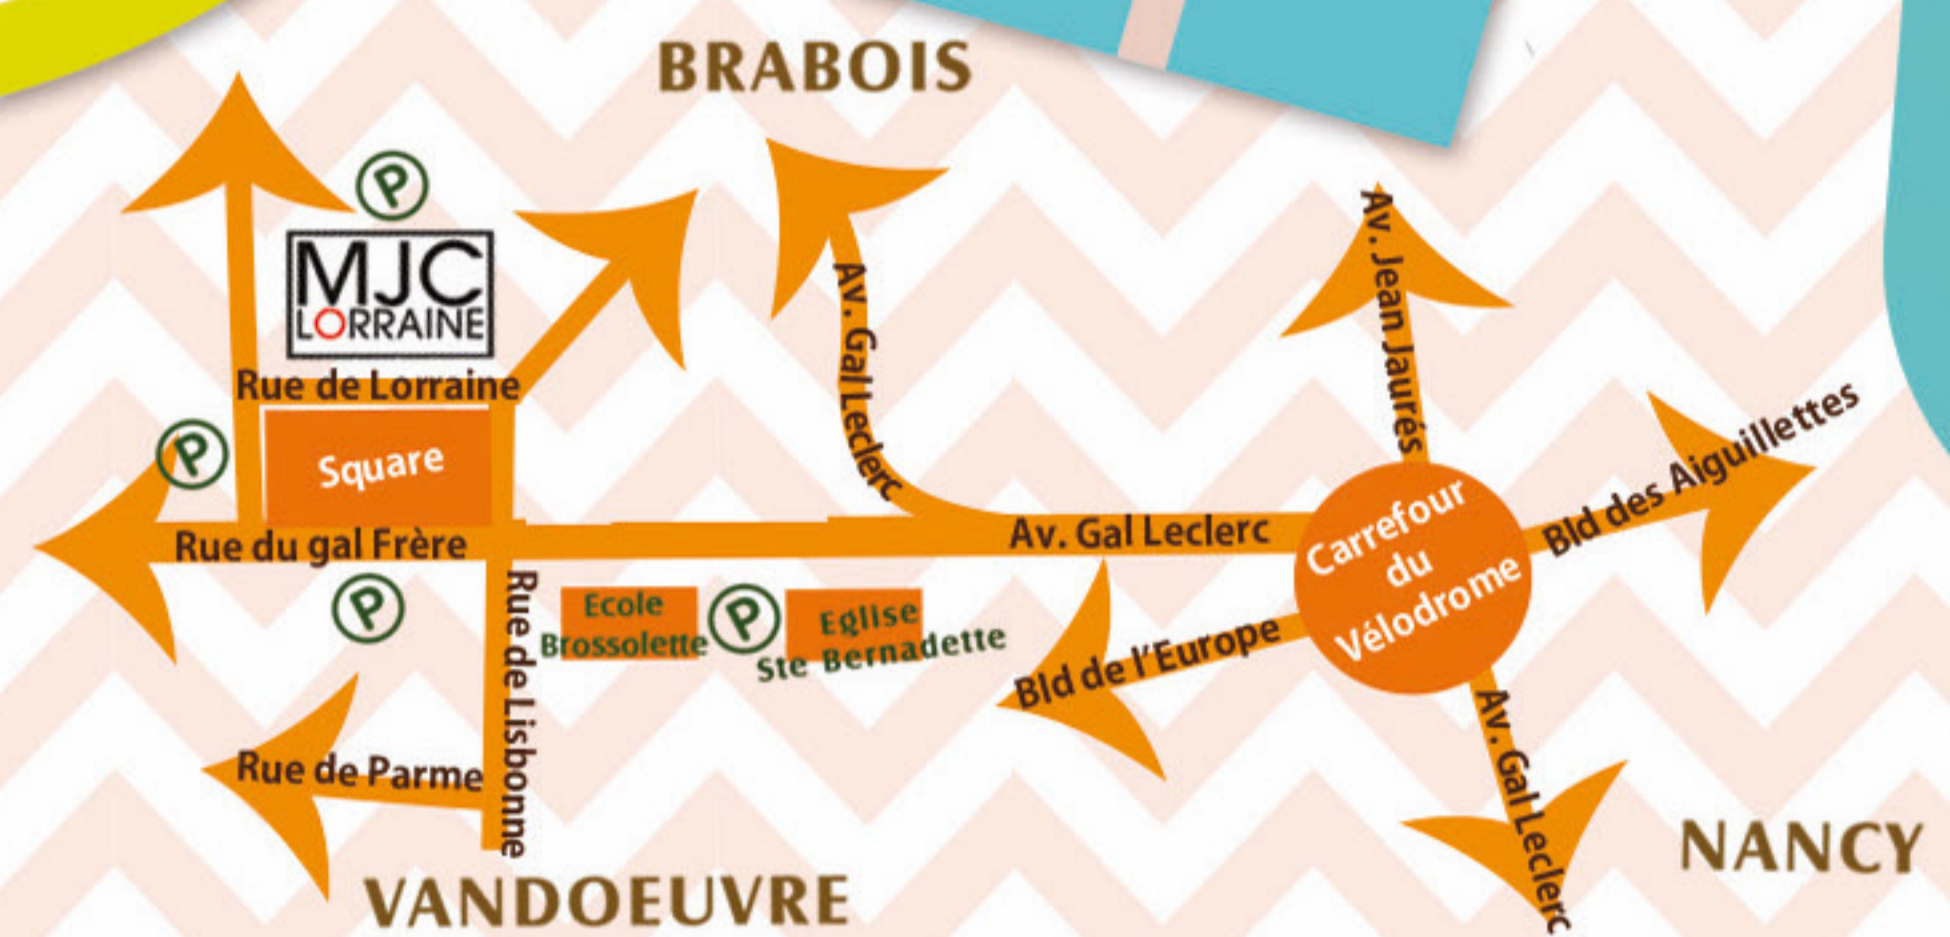 BRABOIS
P
MJC
LORRAINE
Rue de Lorraine
P
Square
Rue du gal Frère
P
Rue de Lisbonne
Ecole
Brossolette
P
Eglise
Ste Bernadette
Rue de Parme
VANDOEUVRE
Av. Gal Leclerc
Av. Gal Leclerc
Av. Jean Jaurés
Bld des Aiguillettes
Carrefour
du
Vélodrome
Bld de l'Europe
Av. Gal Leclerc
NANCY